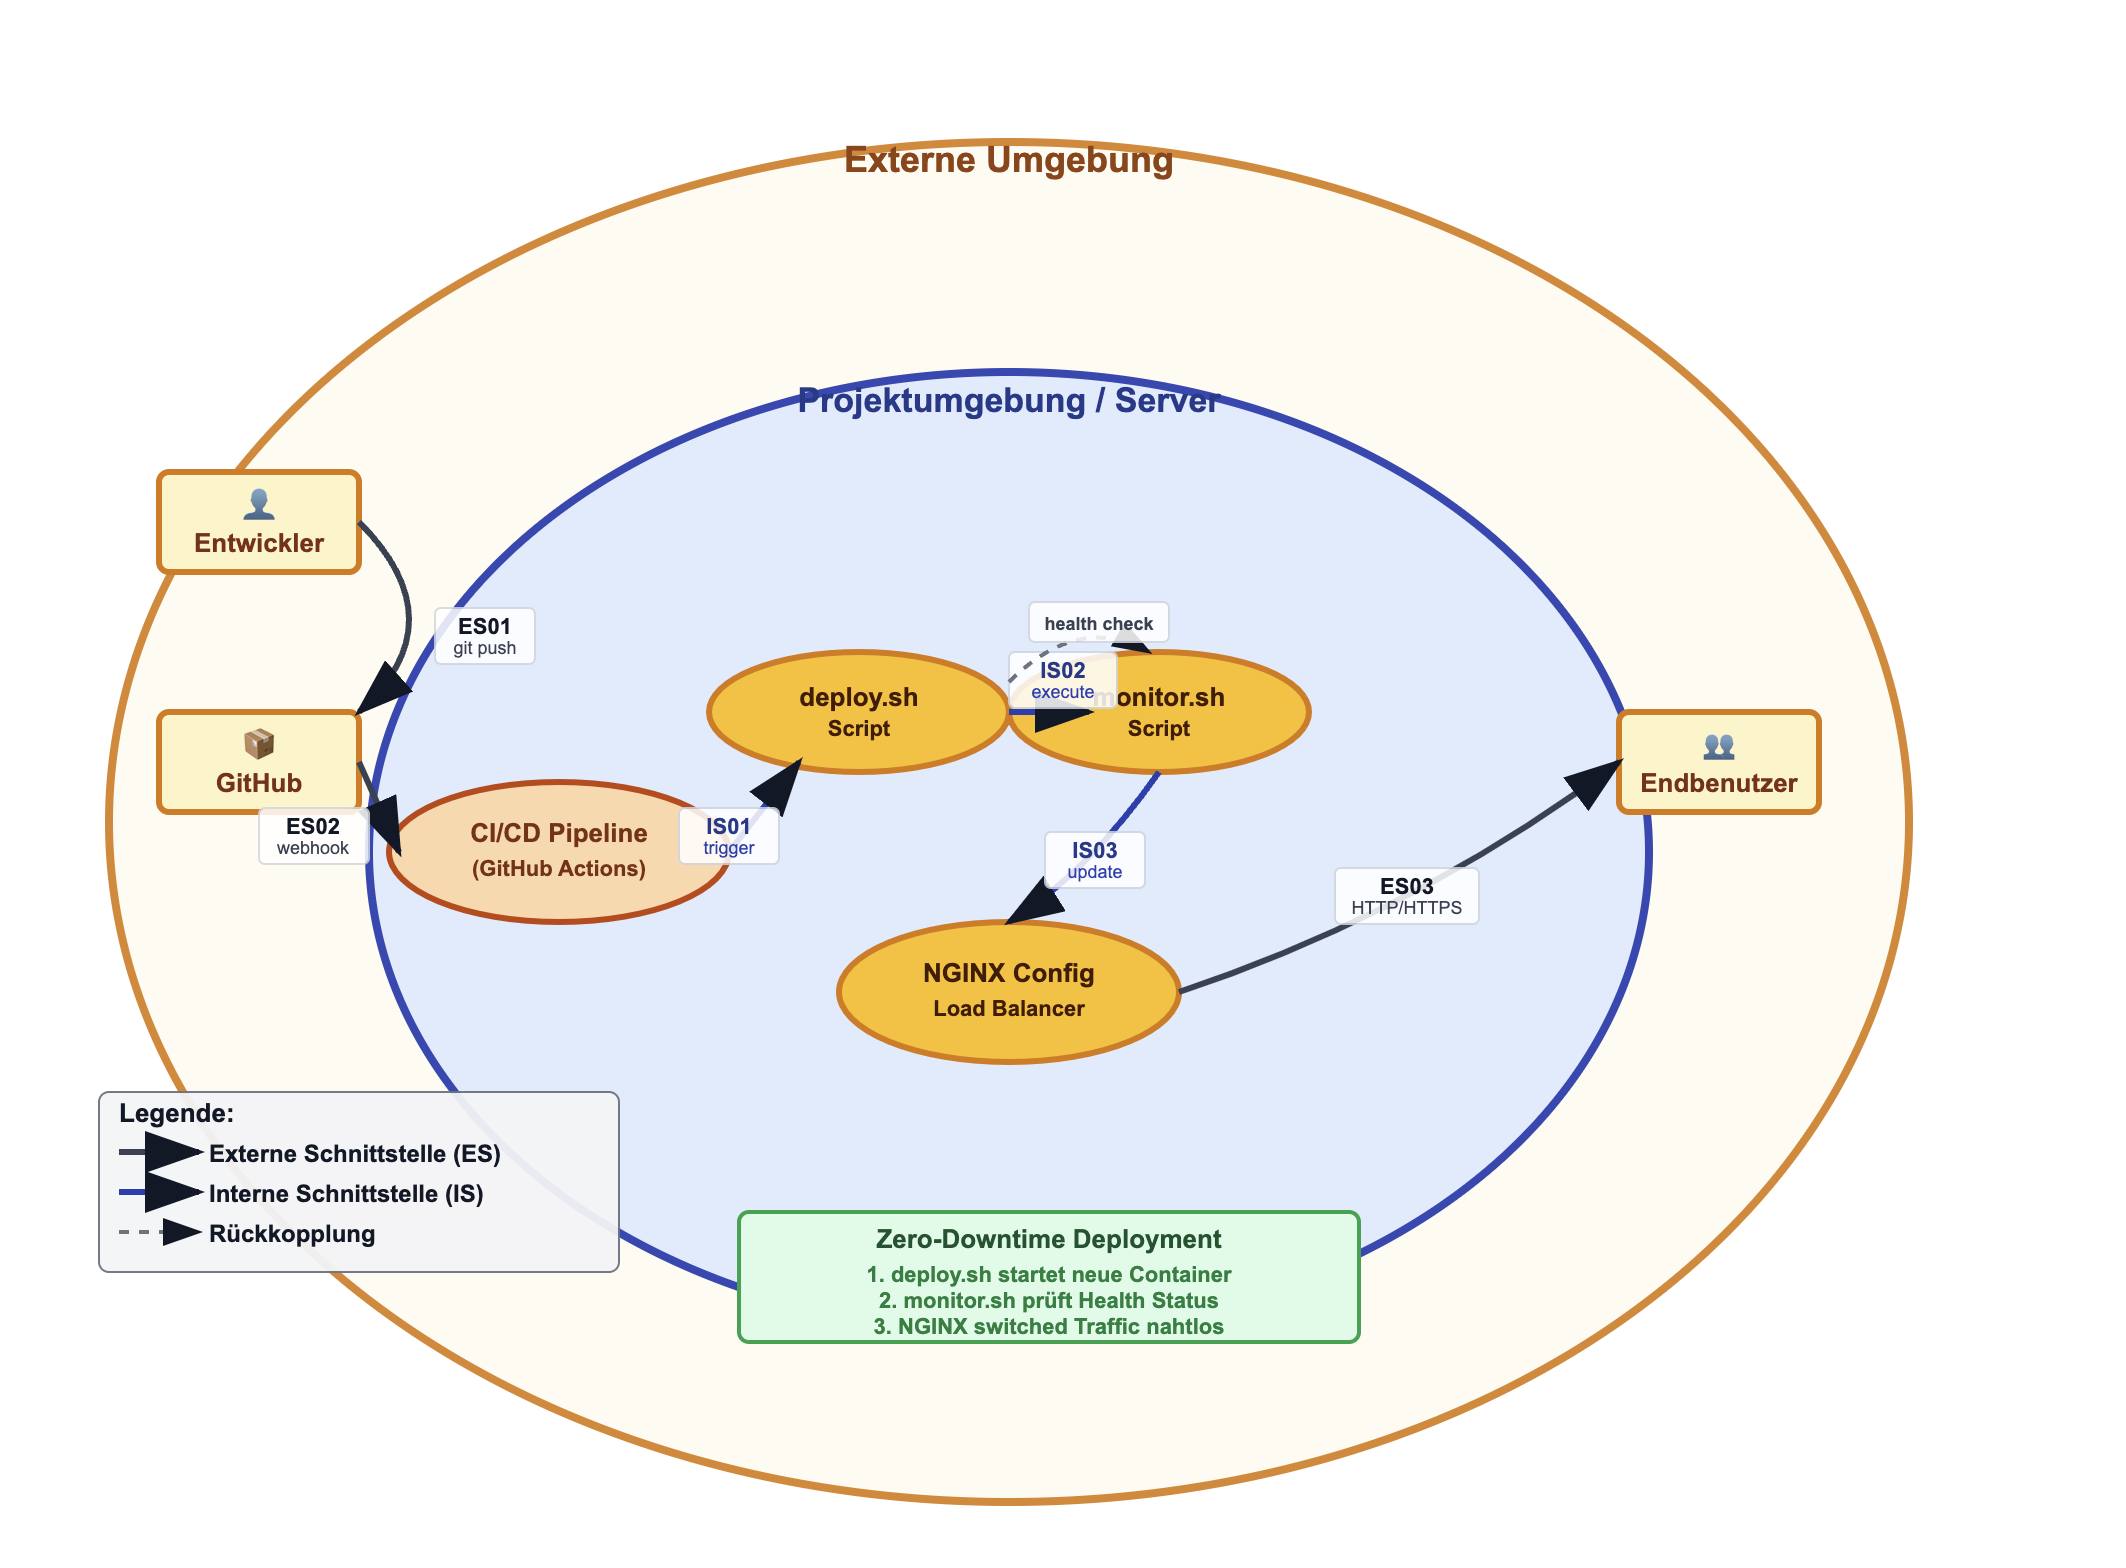 Externe Umgebung
Projektumgebung / Server
Entwickler
ES01
git push
GitHub
ES02
webhook
CI/CD Pipeline
(GitHub Actions)
IS01
trigger
deploy.sh
Script
health check
IS02
execute
monitor.sh
Script
IS03
update
NGINX Config
Load Balancer
ES03
HTTP/HTTPS
Endbenutzer
Legende:
Externe Schnittstelle (ES)
Interne Schnittstelle (IS)
Rückkopplung
Zero-Downtime Deployment
1. deploy.sh startet neue Container
2. monitor.sh prüft Health Status
3. NGINX switched Traffic nahtlos